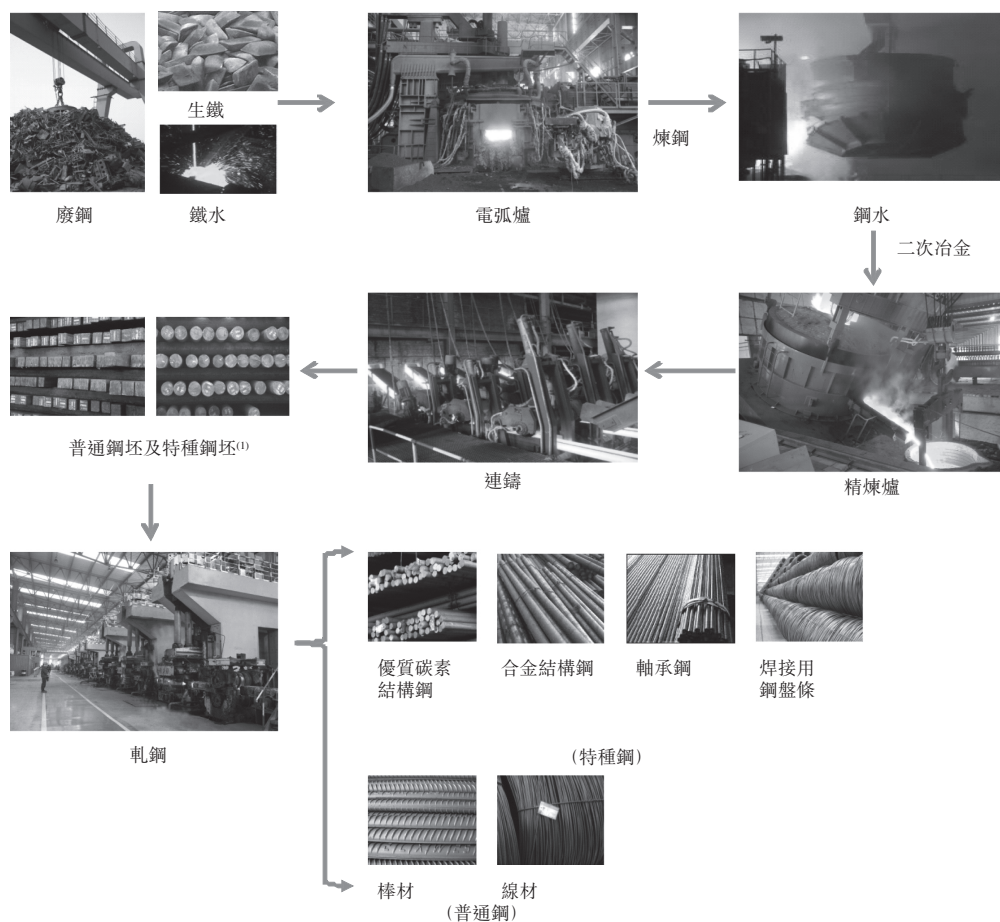 生鐵
廢鋼
鐵水
電弧爐
煉鋼
鋼水
二次冶金
精煉爐
連鑄
普通鋼坯及特種鋼坯(1)
軋鋼
優質碳素
結構鋼
合金結構鋼
軸承鋼
焊接用
鋼盤條
(特種鋼)
棒材
線材
(普通鋼)